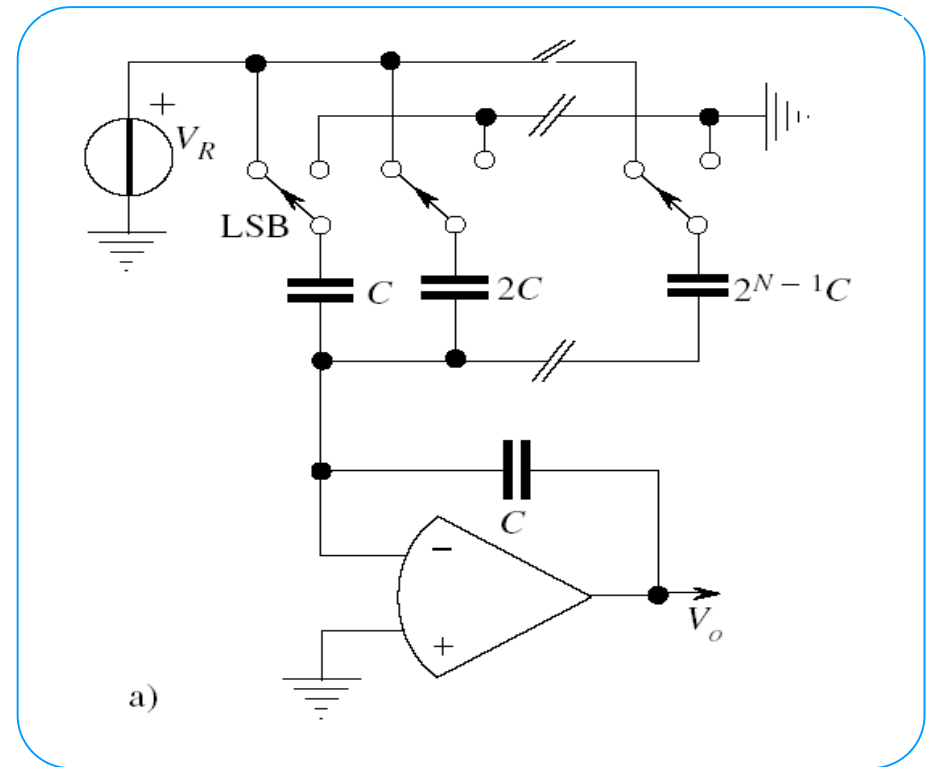 +
V_R
LSB
C
2C
2^{N – 1}C
C
–
+
V_o
a)